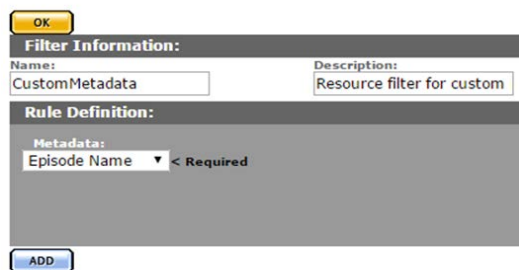 OK
Filter Information:
Name: Description:
CustomMetadata Resource filter for custom
Rule Definition:
Metadata:
Episode Name < Required
ADD